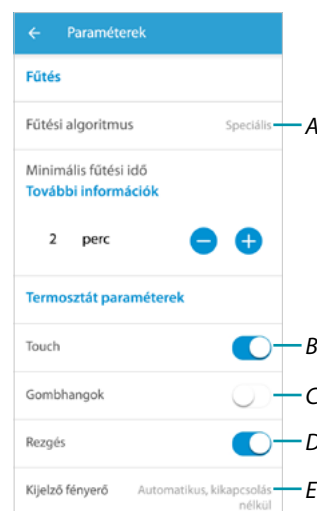 ← Paraméterek
Fűtés
Fűtési algoritmus Speciális A
Minimális fűtési idő
További információk
2 perc − +
Termosztát paraméterek
Touch B
Gombhangok C
Rezgés D
Kijelző fényerő Automatikus, kikapcsolás E
nélkül